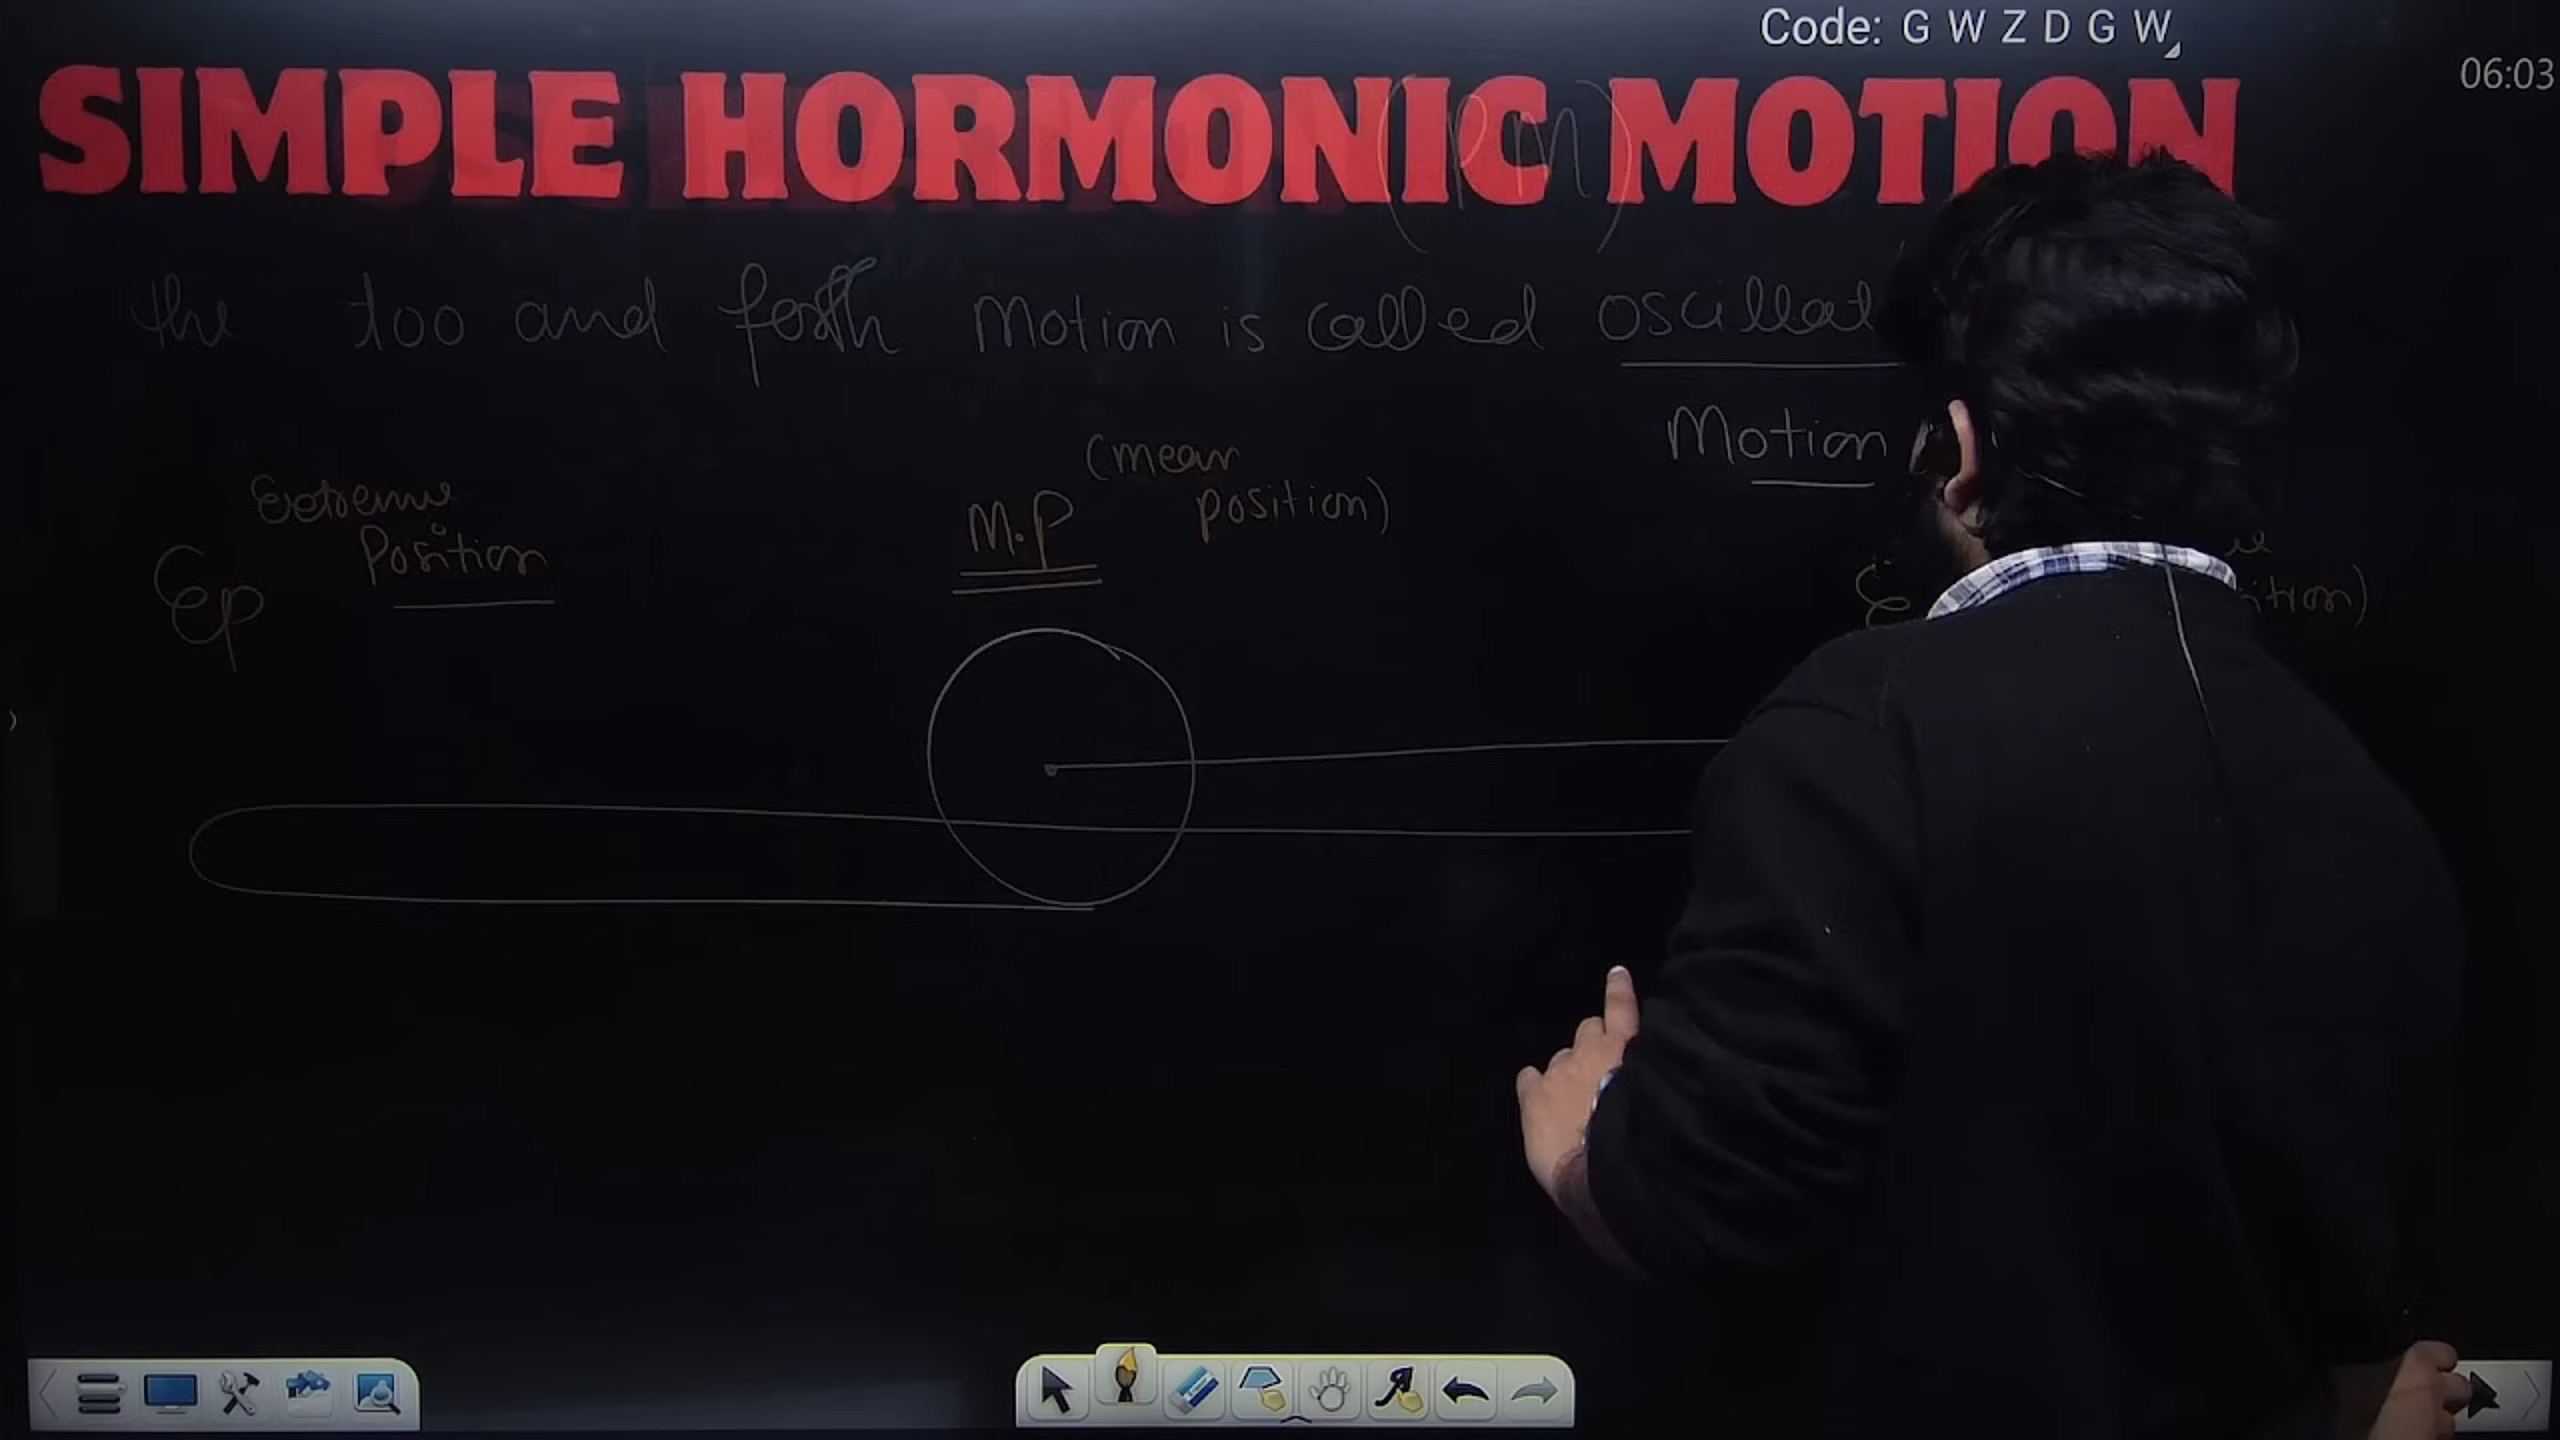 Code: G W Z D G W
06:03
SIMPLE HORMONIC MOTION
the too and forth Motion is called oscillat
Motion
Extreme
Position
Ep
M.P
(mean
position)
ition)